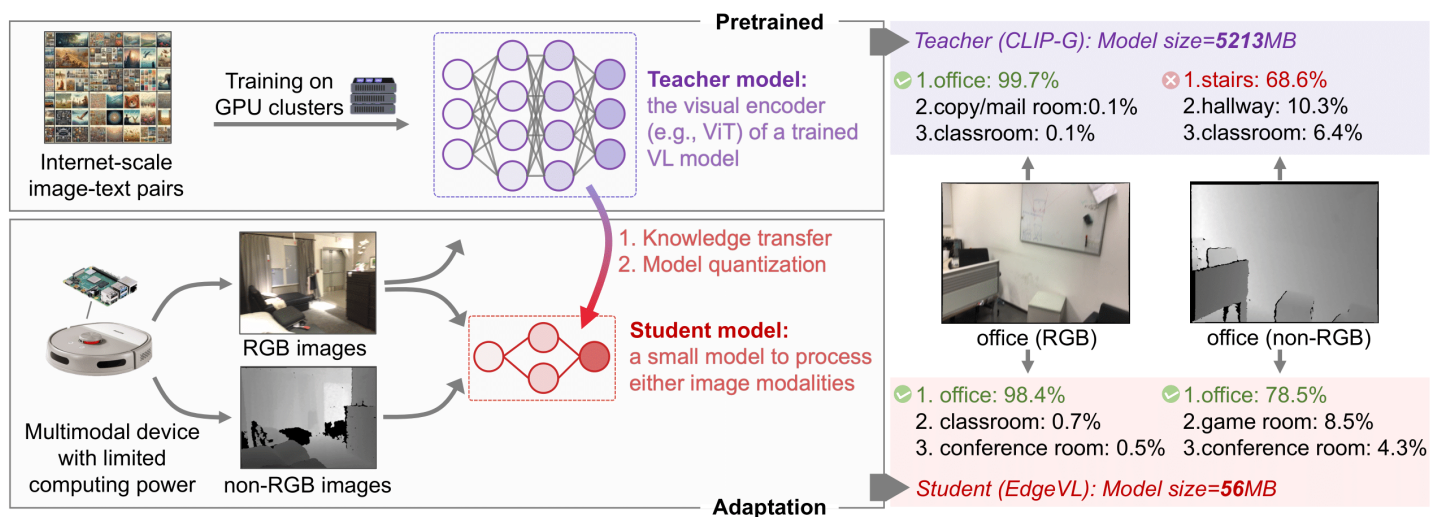 Pretrained
Internet-scale
image-text pairs
Training on
GPU clusters
Teacher model:
the visual encoder
(e.g., ViT) of a trained
VL model
1. Knowledge transfer
2. Model quantization
Multimodal device
with limited
computing power
RGB images
non-RGB images
Student model:
a small model to process
either image modalities
Adaptation
Teacher (CLIP-G): Model size=5213MB
1.office: 99.7%
2.copy/mail room:0.1%
3.classroom: 0.1%
1.stairs: 68.6%
2.hallway: 10.3%
3.classroom: 6.4%
office (RGB)
office (non-RGB)
1. office: 98.4%
2. classroom: 0.7%
3. conference room: 0.5%
1.office: 78.5%
2.game room: 8.5%
3.conference room: 4.3%
Student (EdgeVL): Model size=56MB